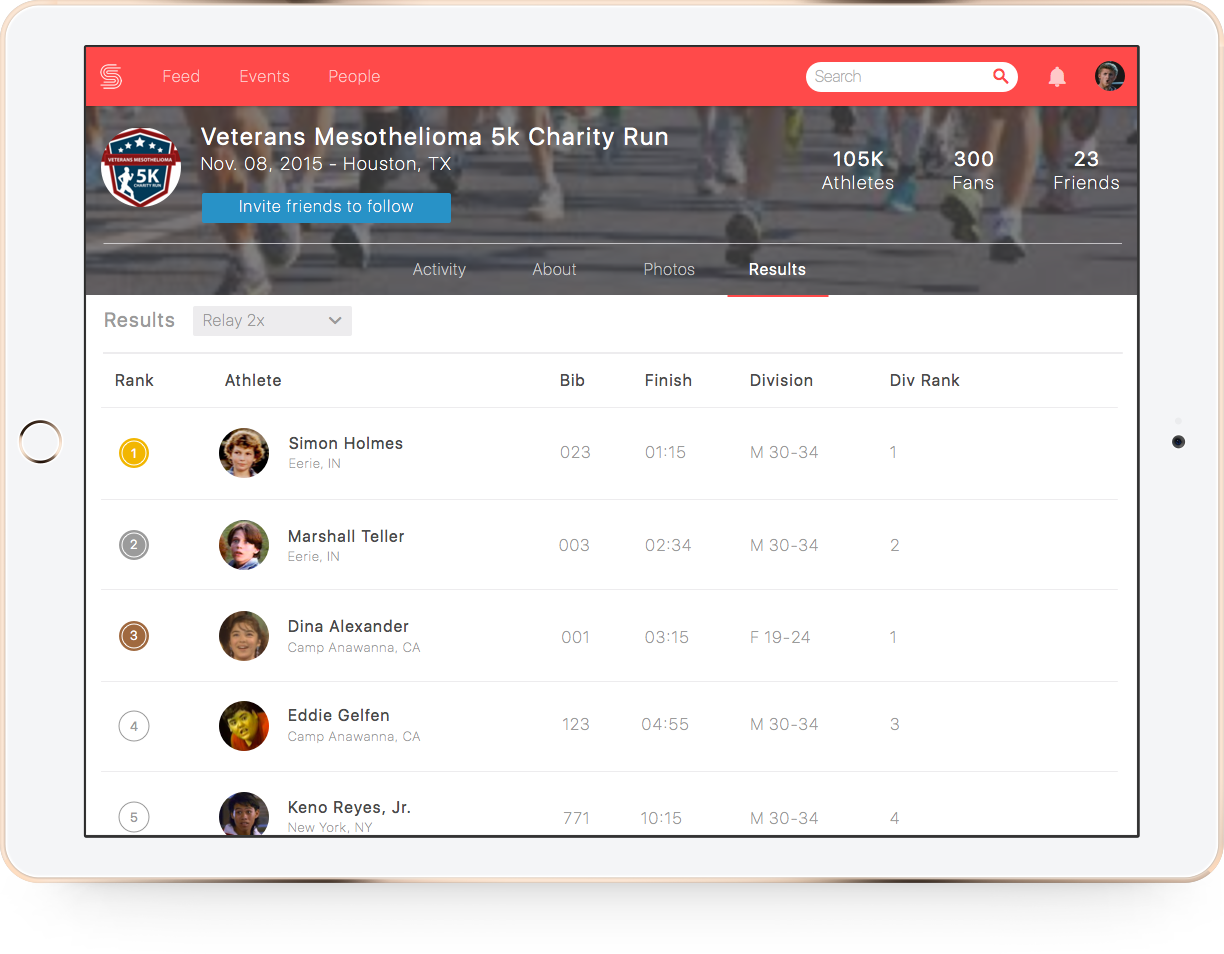 Feed Events People Search
Veterans Mesothelioma 5k Charity Run
Nov. 08, 2015 - Houston, TX
VETERANS MESOTHELIOMA
5K
CHARITY RUN
105K 300 23
Athletes Fans Friends
Invite friends to follow
Activity About Photos Results
Results Relay 2x
Rank Athlete Bib Finish Division Div Rank
1 Simon Holmes 023 01:15 M 30-34 1
Eerie, IN
2 Marshall Teller 003 02:34 M 30-34 2
Eerie, IN
3 Dina Alexander 001 03:15 F 19-24 1
Camp Anawanna, CA
4 Eddie Gelfen 123 04:55 M 30-34 3
Camp Anawanna, CA
5 Keno Reyes, Jr. 771 10:15 M 30-34 4
New York, NY